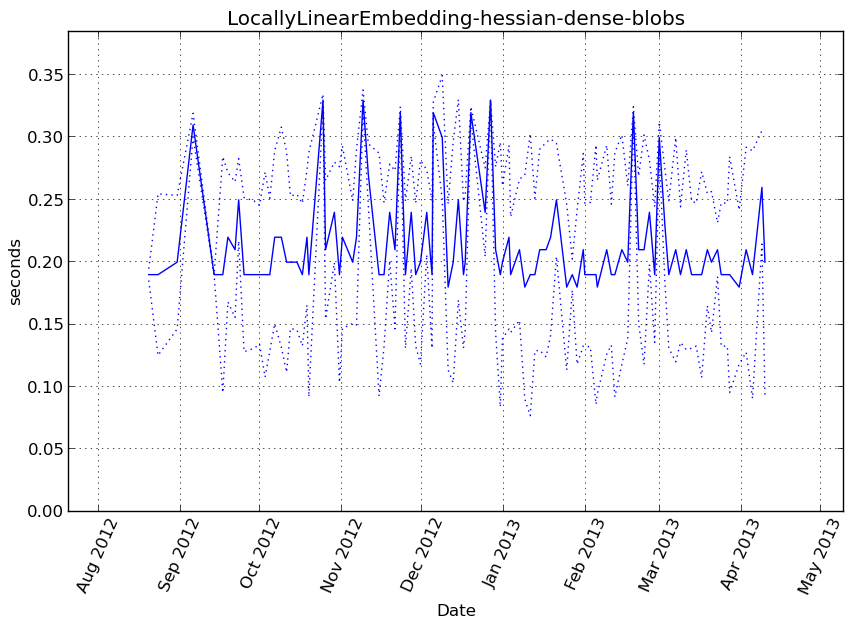 LocallyLinearEmbedding-hessian-dense-blobs
seconds
0.35
0.30
0.25
0.20
0.15
0.10
0.05
0.00
Aug 2012
Sep 2012
Oct 2012
Nov 2012
Dec 2012
Jan 2013
Feb 2013
Mar 2013
Apr 2013
May 2013
Date